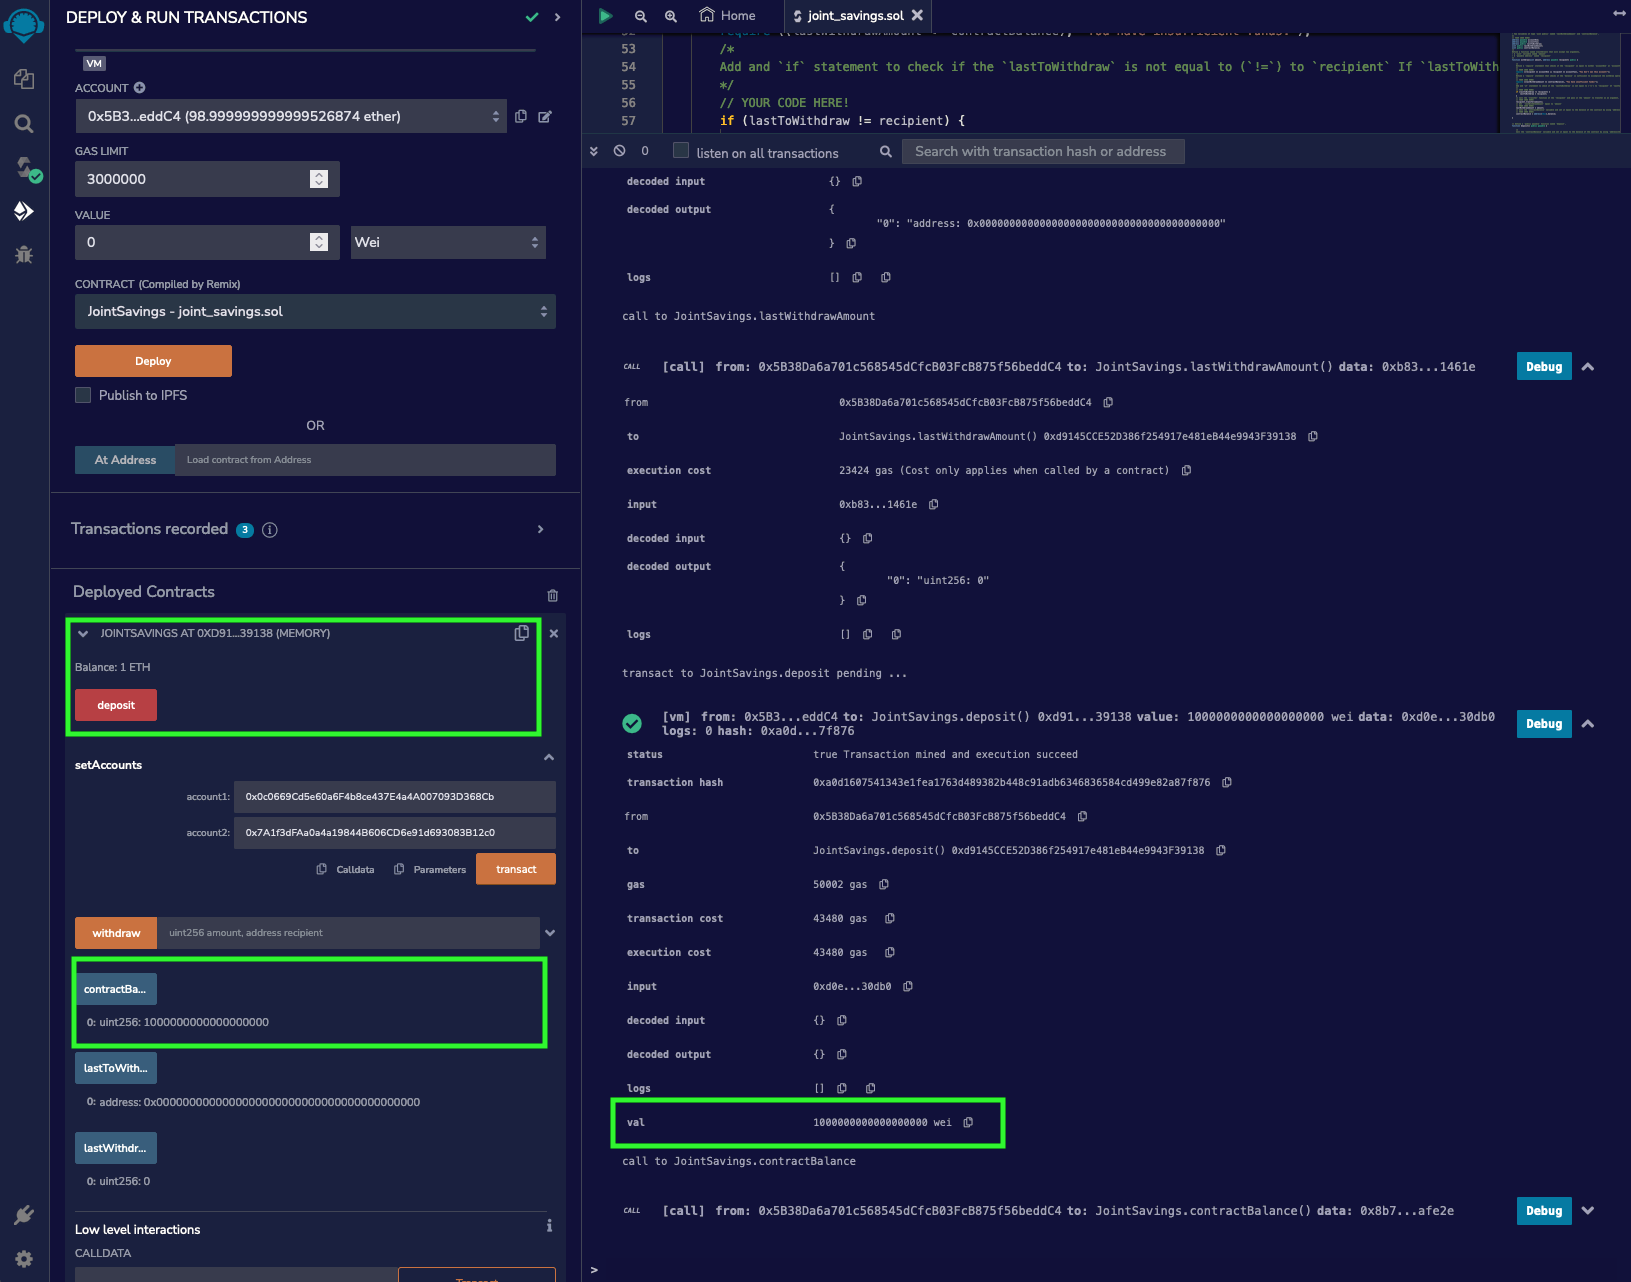 DEPLOY & RUN TRANSACTIONS
VM
ACCOUNT
0x5B3...eddC4 (98.999999999999526874 ether)
GAS LIMIT
3000000
VALUE
0
Wei
CONTRACT (Compiled by Remix)
JointSavings - joint_savings.sol
Deploy
Publish to IPFS
OR
At Address
Load contract from Address
Transactions recorded 3
Deployed Contracts
JOINTSAVINGS AT 0XD91...39138 (MEMORY)
Balance: 1 ETH
deposit
setAccounts
account1: 0x0c0669Cd5e60a6F4b8ce437E4a4A007093D368Cb
account2: 0x7A1f3dFAa0a4a19844B606CD6e91d693083B12c0
Calldata
Parameters
transact
withdraw
uint256 amount, address recipient
contractBa...
0: uint256: 1000000000000000000
lastToWith...
0: address: 0x0000000000000000000000000000000000000000
lastWithdr...
0: uint256: 0
Low level interactions
CALLDATA
Home
joint_savings.sol
53 /*
54 Add and `if` statement to check if the `lastToWithdraw` is not equal to (`!=`) to `recipient` If `lastToWith
55 */
56 // YOUR CODE HERE!
57 if (lastToWithdraw != recipient) {
0
listen on all transactions
Search with transaction hash or address
decoded input {}
decoded output {
"0": "address: 0x0000000000000000000000000000000000000000"
}
logs []
call to JointSavings.lastWithdrawAmount
CALL [call] from: 0x5B38Da6a701c568545dCfcB03FcB875f56beddC4 to: JointSavings.lastWithdrawAmount() data: 0xb83...1461e
Debug
from 0x5B38Da6a701c568545dCfcB03FcB875f56beddC4
to JointSavings.lastWithdrawAmount() 0xd9145CCE52D386f254917e481eB44e9943F39138
execution cost 23424 gas (Cost only applies when called by a contract)
input 0xb83...1461e
decoded input {}
decoded output {
"0": "uint256: 0"
}
logs []
transact to JointSavings.deposit pending ...
[vm] from: 0x5B3...eddC4 to: JointSavings.deposit() 0xd91...39138 value: 1000000000000000000 wei data: 0xd0e...30db0
logs: 0 hash: 0xa0d...7f876
Debug
status true Transaction mined and execution succeed
transaction hash 0xa0d1607541343e1fea1763d489382b448c91adb6346836584cd499e82a87f876
from 0x5B38Da6a701c568545dCfcB03FcB875f56beddC4
to JointSavings.deposit() 0xd9145CCE52D386f254917e481eB44e9943F39138
gas 50002 gas
transaction cost 43480 gas
execution cost 43480 gas
input 0xd0e...30db0
decoded input {}
decoded output {}
logs []
val 1000000000000000000 wei
call to JointSavings.contractBalance
CALL [call] from: 0x5B38Da6a701c568545dCfcB03FcB875f56beddC4 to: JointSavings.contractBalance() data: 0x8b7...afe2e
Debug
>